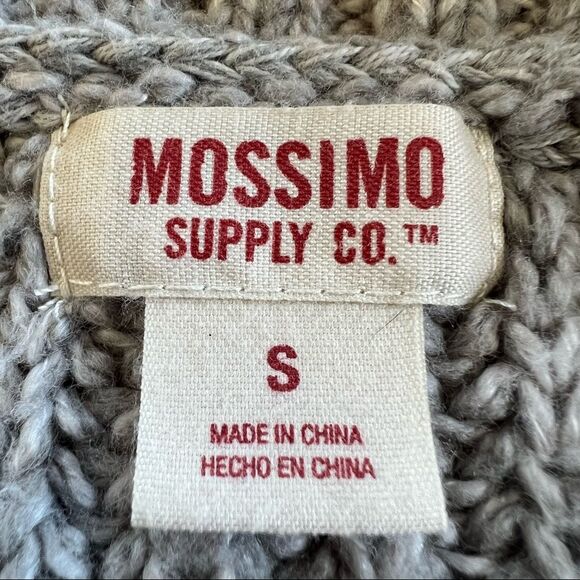 MOSSIMO
SUPPLY CO.™
S
MADE IN CHINA
HECHO EN CHINA